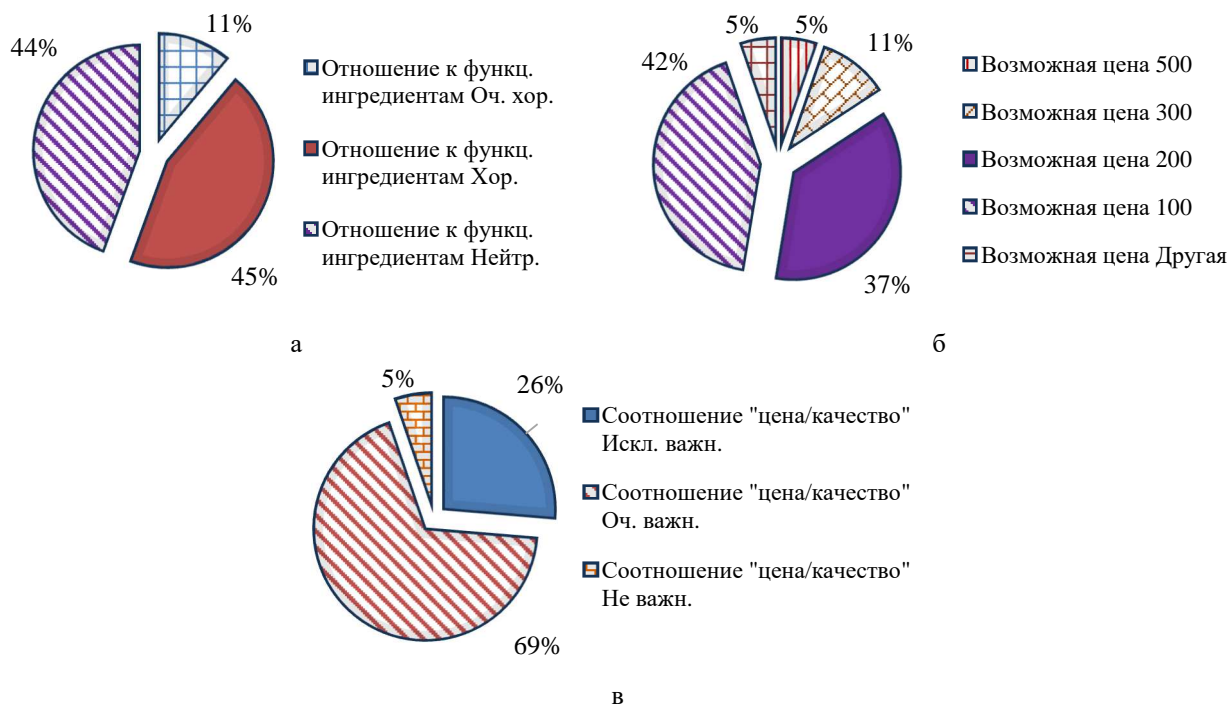 11%
44%
45%
Отношение к функц.
ингредиентам Оч. хор.
Отношение к функц.
ингредиентам Хор.
Отношение к функц.
ингредиентам Нейтр.
а
5%
5%
11%
42%
37%
Возможная цена 500
Возможная цена 300
Возможная цена 200
Возможная цена 100
Возможная цена Другая
б
5%
26%
69%
Соотношение "цена/качество"
Искл. важн.
Соотношение "цена/качество"
Оч. важн.
Соотношение "цена/качество"
Не важн.
в